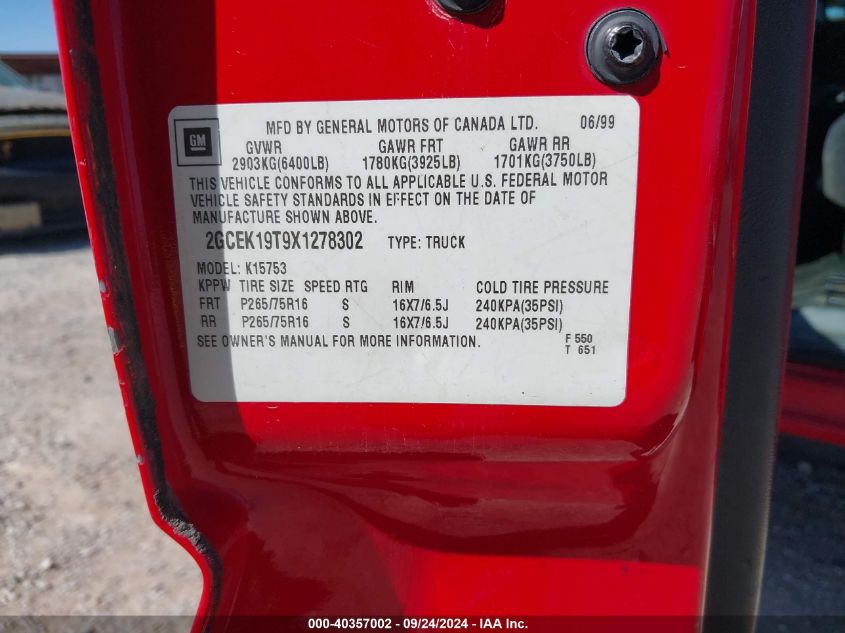 GM
MFD BY GENERAL MOTORS OF CANADA LTD. 06/99
GVWR GAWR FRT GAWR RR
2903KG(6400LB) 1780KG(3925LB) 1701KG(3750LB)
THIS VEHICLE CONFORMS TO ALL APPLICABLE U.S. FEDERAL MOTOR
VEHICLE SAFETY STANDARDS IN EFFECT ON THE DATE OF
MANUFACTURE SHOWN ABOVE.
2GCEK19T9X1278302 TYPE: TRUCK
MODEL: K15753
KPPW TIRE SIZE SPEED RTG RIM COLD TIRE PRESSURE
FRT P265/75R16 S 16X7/6.5J 240KPA(35PSI)
RR P265/75R16 S 16X7/6.5J 240KPA(35PSI)
SEE OWNER'S MANUAL FOR MORE INFORMATION.
F 550
T 651
000-40357002 - 09/24/2024 - IAA Inc.